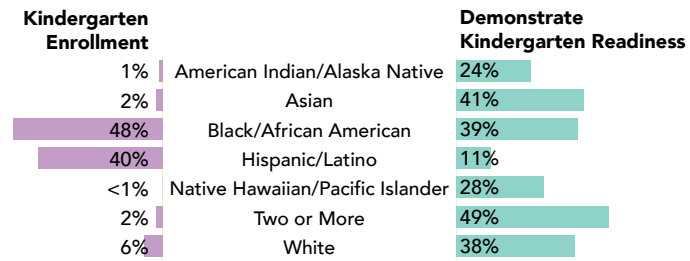 Kindergarten Enrollment
Demonstrate Kindergarten Readiness
1% American Indian/Alaska Native 24%
2% Asian 41%
48% Black/African American 39%
40% Hispanic/Latino 11%
<1% Native Hawaiian/Pacific Islander 28%
2% Two or More 49%
6% White 38%